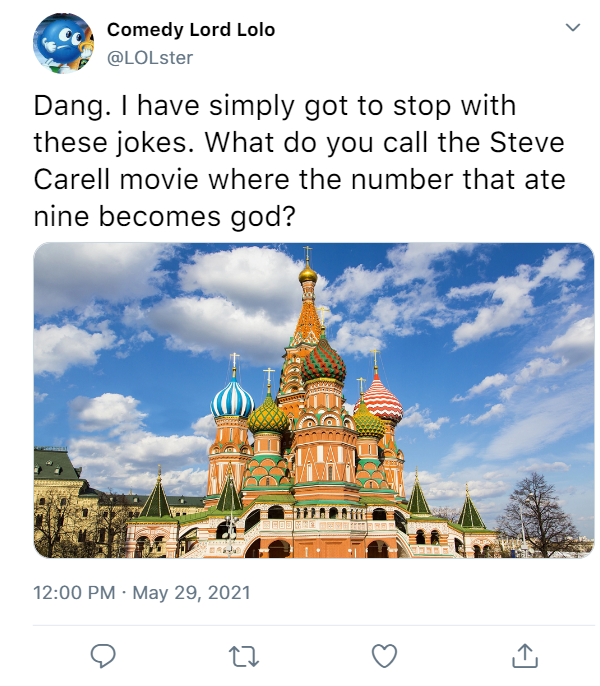 Comedy Lord Lolo
@LOLster
Dang. I have simply got to stop with
these jokes. What do you call the Steve
Carell movie where the number that ate
nine becomes god?
12:00 PM · May 29, 2021